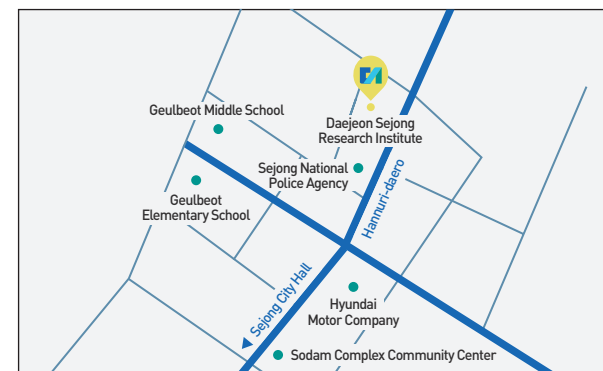 Geulbeot Middle School
Daejeon Sejong
Research Institute
Sejong National
Police Agency
Hannuri-daero
Geulbeot
Elementary School
Sejong City Hall
Hyundai
Motor Company
Sodam Complex Community Center